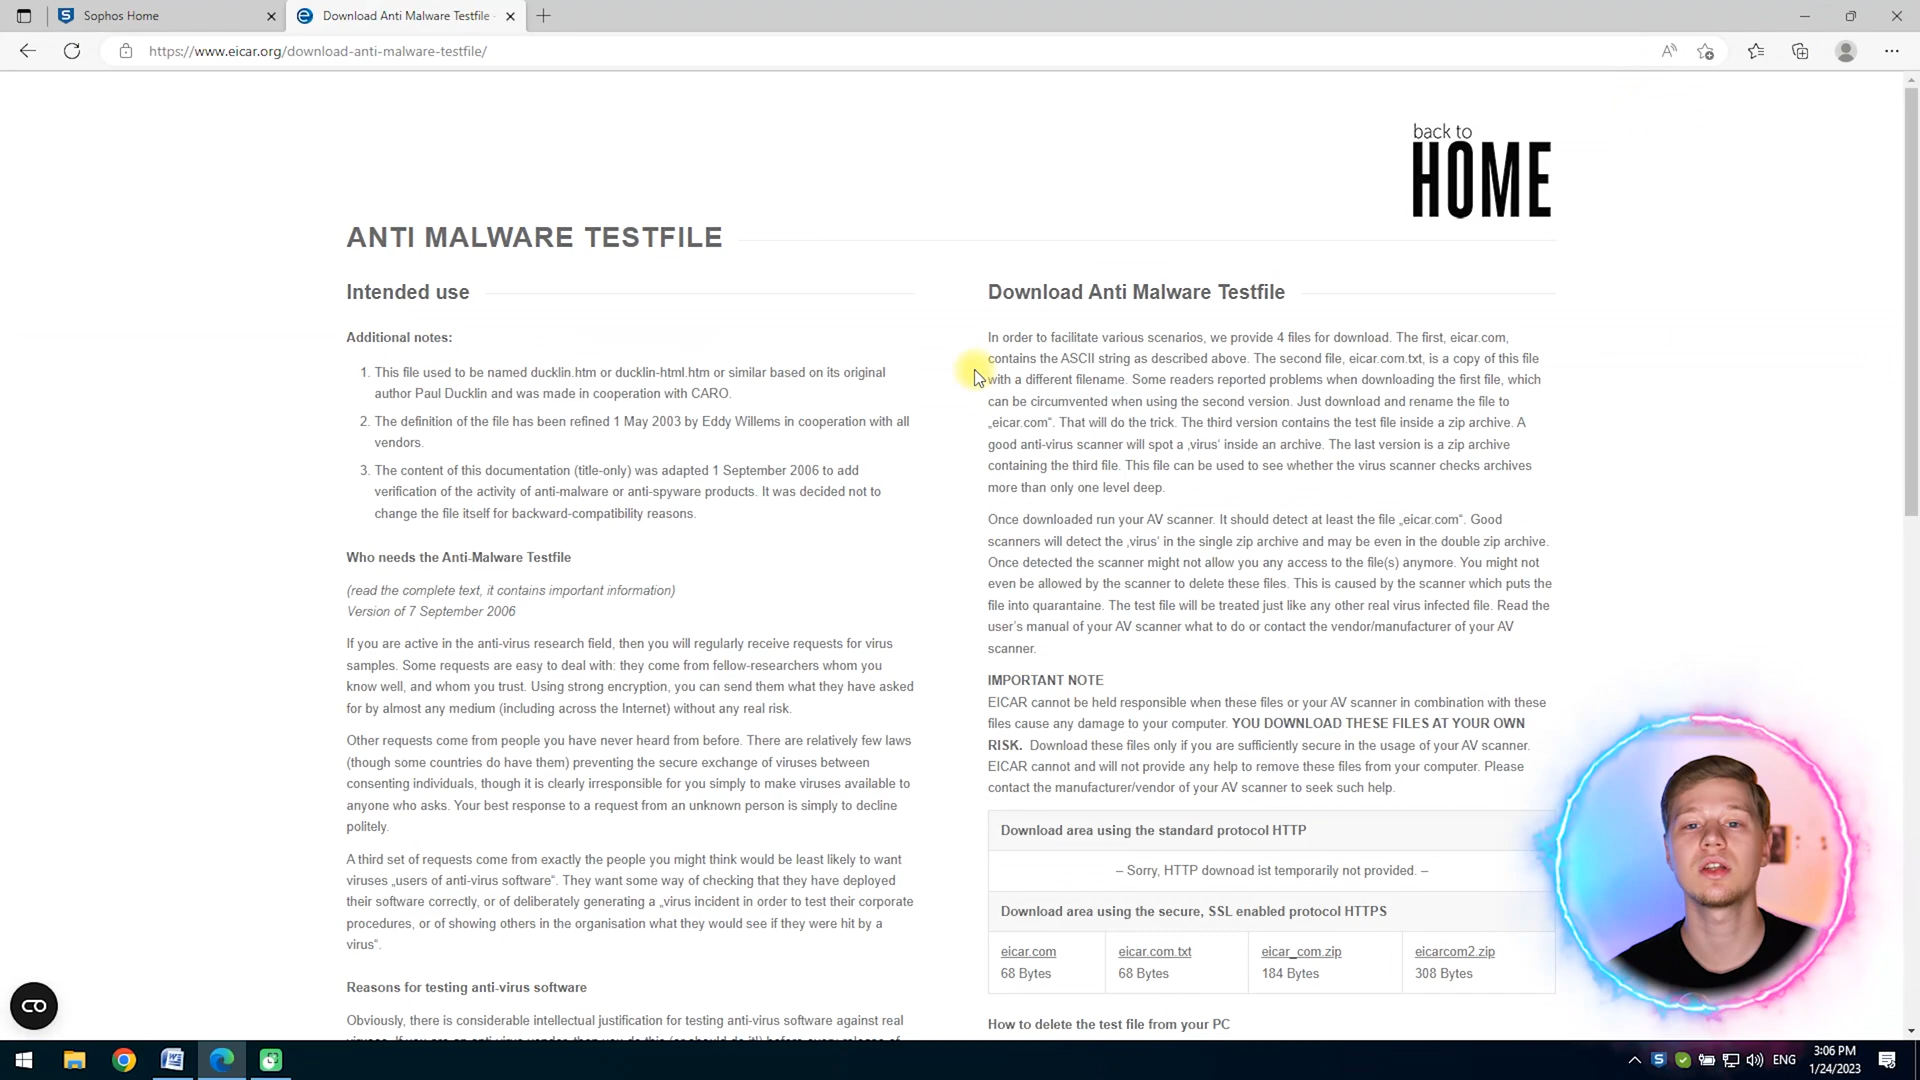 Sophos Home
Download Anti Malware Testfile -
https://www.eicar.org/download-anti-malware-testfile/
back to
HOME
ANTI MALWARE TESTFILE
Intended use
Additional notes:
1. This file used to be named ducklin.htm or ducklin-html.htm or similar based on its original
author Paul Ducklin and was made in cooperation with CARO.
2. The definition of the file has been refined 1 May 2003 by Eddy Willems in cooperation with all
vendors.
3. The content of this documentation (title-only) was adapted 1 September 2006 to add
verification of the activity of anti-malware or anti-spyware products. It was decided not to
change the file itself for backward-compatibility reasons.
Who needs the Anti-Malware Testfile
(read the complete text, it contains important information)
Version of 7 September 2006
If you are active in the anti-virus research field, then you will regularly receive requests for virus
samples. Some requests are easy to deal with: they come from fellow-researchers whom you
know well, and whom you trust. Using strong encryption, you can send them what they have asked
for by almost any medium (including across the Internet) without any real risk.
Other requests come from people you have never heard from before. There are relatively few laws
(though some countries do have them) preventing the secure exchange of viruses between
consenting individuals, though it is clearly irresponsible for you simply to make viruses available to
anyone who asks. Your best response to a request from an unknown person is simply to decline
politely.
A third set of requests come from exactly the people you might think would be least likely to want
viruses „users of anti-virus software“. They want some way of checking that they have deployed
their software correctly, or of deliberately generating a „virus incident in order to test their corporate
procedures, or of showing others in the organisation what they would see if they were hit by a
virus“.
Reasons for testing anti-virus software
Obviously, there is considerable intellectual justification for testing anti-virus software against real
Download Anti Malware Testfile
In order to facilitate various scenarios, we provide 4 files for download. The first, eicar.com,
contains the ASCII string as described above. The second file, eicar.com.txt, is a copy of this file
with a different filename. Some readers reported problems when downloading the first file, which
can be circumvented when using the second version. Just download and rename the file to
„eicar.com“. That will do the trick. The third version contains the test file inside a zip archive. A
good anti-virus scanner will spot a ‚virus‘ inside an archive. The last version is a zip archive
containing the third file. This file can be used to see whether the virus scanner checks archives
more than only one level deep.
Once downloaded run your AV scanner. It should detect at least the file „eicar.com“. Good
scanners will detect the ‚virus‘ in the single zip archive and may be even in the double zip archive.
Once detected the scanner might not allow you any access to the file(s) anymore. You might not
even be allowed by the scanner to delete these files. This is caused by the scanner which puts the
file into quarantaine. The test file will be treated just like any other real virus infected file. Read the
user's manual of your AV scanner what to do or contact the vendor/manufacturer of your AV
scanner.
IMPORTANT NOTE
EICAR cannot be held responsible when these files or your AV scanner in combination with these
files cause any damage to your computer. YOU DOWNLOAD THESE FILES AT YOUR OWN
RISK. Download these files only if you are sufficiently secure in the usage of your AV scanner.
EICAR cannot and will not provide any help to remove these files from your computer. Please
contact the manufacturer/vendor of your AV scanner to seek such help.
Download area using the standard protocol HTTP
– Sorry, HTTP downoad ist temporarily not provided. –
Download area using the secure, SSL enabled protocol HTTPS
eicar.com eicar.com.txt eicar_com.zip eicarcom2.zip
68 Bytes 68 Bytes 184 Bytes 308 Bytes
How to delete the test file from your PC
ENG
3:06 PM
1/24/2023